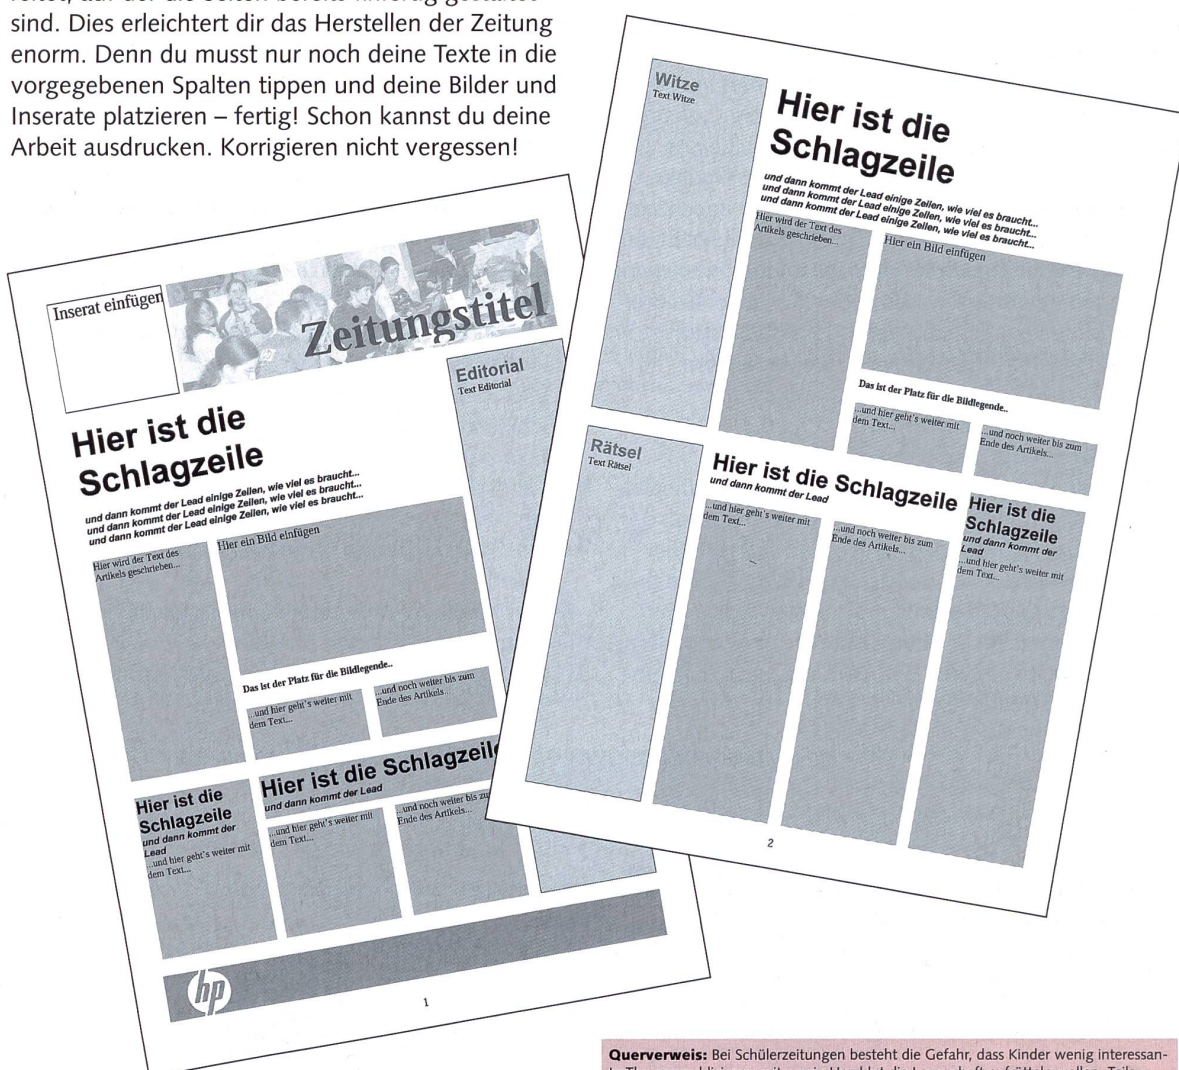 sind. Dies erleichtert dir das Herstellen der Zeitung
enorm. Denn du musst nur noch deine Texte in die
vorgegebenen Spalten tippen und deine Bilder und
Inserate platzieren – fertig! Schon kannst du deine
Arbeit ausdrucken. Korrigieren nicht vergessen!
Inserat einfügen
Zeitungstitel
Editorial
Text Editorial
Hier ist die
Schlagzeile
und dann kommt der Lead einige Zeilen, wie viel es braucht...
und dann kommt der Lead einige Zeilen, wie viel es braucht...
und dann kommt der Lead einige Zeilen, wie viel es braucht...
Hier wird der Text des
Artikels geschrieben...
Hier ein Bild einfügen
Das ist der Platz für die Bildlegende..
...und hier geht's weiter mit
dem Text...
...und noch weiter bis zum
Ende des Artikels...
Hier ist die
Schlagzeile
und dann kommt der
Lead
...und hier geht's weiter mit
dem Text...
Hier ist die Schlagzeile
und dann kommt der Lead
...und hier geht's weiter mit
dem Text...
...und noch weiter bis zu
Ende des Artikels...
hp
1
Witze
Text Witze
Hier ist die
Schlagzeile
und dann kommt der Lead einige Zeilen, wie viel es braucht...
und dann kommt der Lead einige Zeilen, wie viel es braucht...
und dann kommt der Lead einige Zeilen, wie viel es braucht...
Hier wird der Text des
Artikels geschrieben...
Hier ein Bild einfügen
Das ist der Platz für die Bildlegende..
...und hier geht's weiter mit
dem Text...
...und noch weiter bis zum
Ende des Artikels...
Rätsel
Text Rätsel
Hier ist die Schlagzeile
und dann kommt der Lead
...und hier geht's weiter mit
dem Text...
...und noch weiter bis zum
Ende des Artikels...
Hier ist die
Schlagzeile
und dann kommt der
Lead
...und hier geht's weiter mit
dem Text...
2
Querverweis: Bei Schülerzeitungen besteht die Gefahr, dass Kinder wenig interessan-